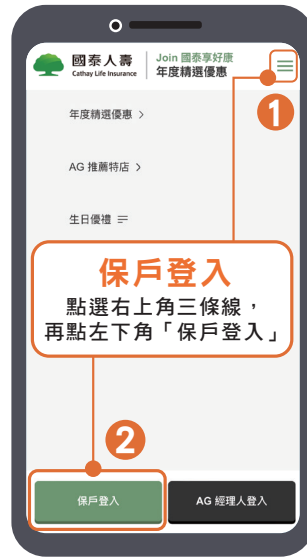 國泰人壽
Cathay Life Insurance
Join 國泰享好康
年度精選優惠
1
年度精選優惠 >
AG 推薦特店 >
生日優禮
保戶登入
點選右上角三條線，
再點左下角「保戶登入」
2
保戶登入
AG 經理人登入